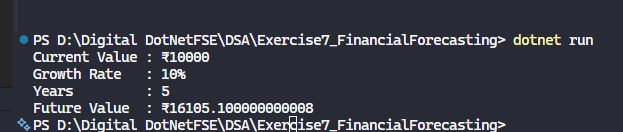 PS D:\Digital DotNetFSE\DSA\Exercise7_FinancialForecasting> dotnet run
Current Value : ₹10000
Growth Rate   : 10%
Years         : 5
Future Value  : ₹16105.100000000008
PS D:\Digital DotNetFSE\DSA\Exercise7_FinancialForecasting>